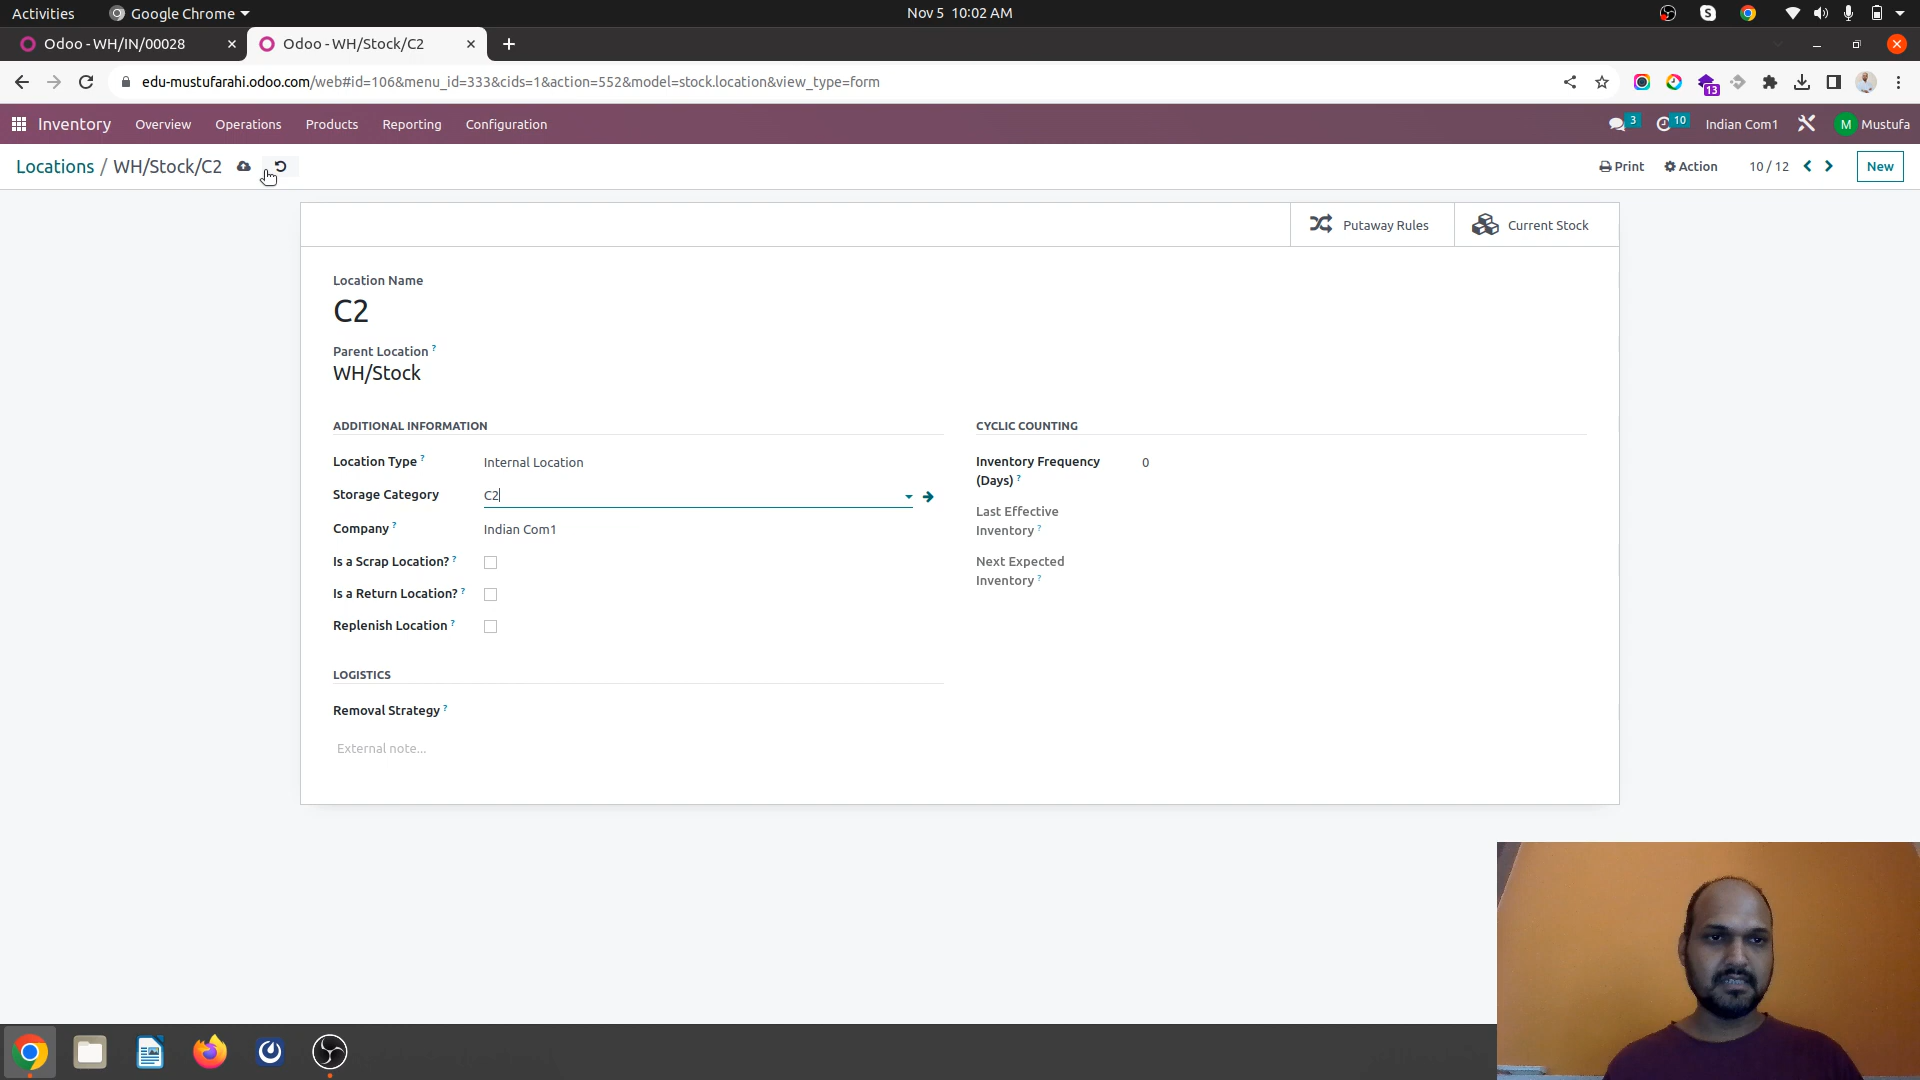 Activities
Google Chrome
Nov 5 10:02 AM
Odoo - WH/IN/00028
Odoo - WH/Stock/C2
edu-mustufarahi.odoo.com/web#id=106&menu_id=333&cids=1&action=552&model=stock.location&view_type=form
13
Inventory
Overview
Operations
Products
Reporting
Configuration
3
10
Indian Com1
M
Mustufa
Locations / WH/Stock/C2
Print
Action
10 / 12
New
Putaway Rules
Current Stock
Location Name
C2
Parent Location ?
WH/Stock
ADDITIONAL INFORMATION
Location Type ?
Internal Location
Storage Category
C2
Company ?
Indian Com1
Is a Scrap Location? ?
Is a Return Location? ?
Replenish Location ?
CYCLIC COUNTING
Inventory Frequency
(Days) ?
0
Last Effective
Inventory ?
Next Expected
Inventory ?
LOGISTICS
Removal Strategy ?
External note...